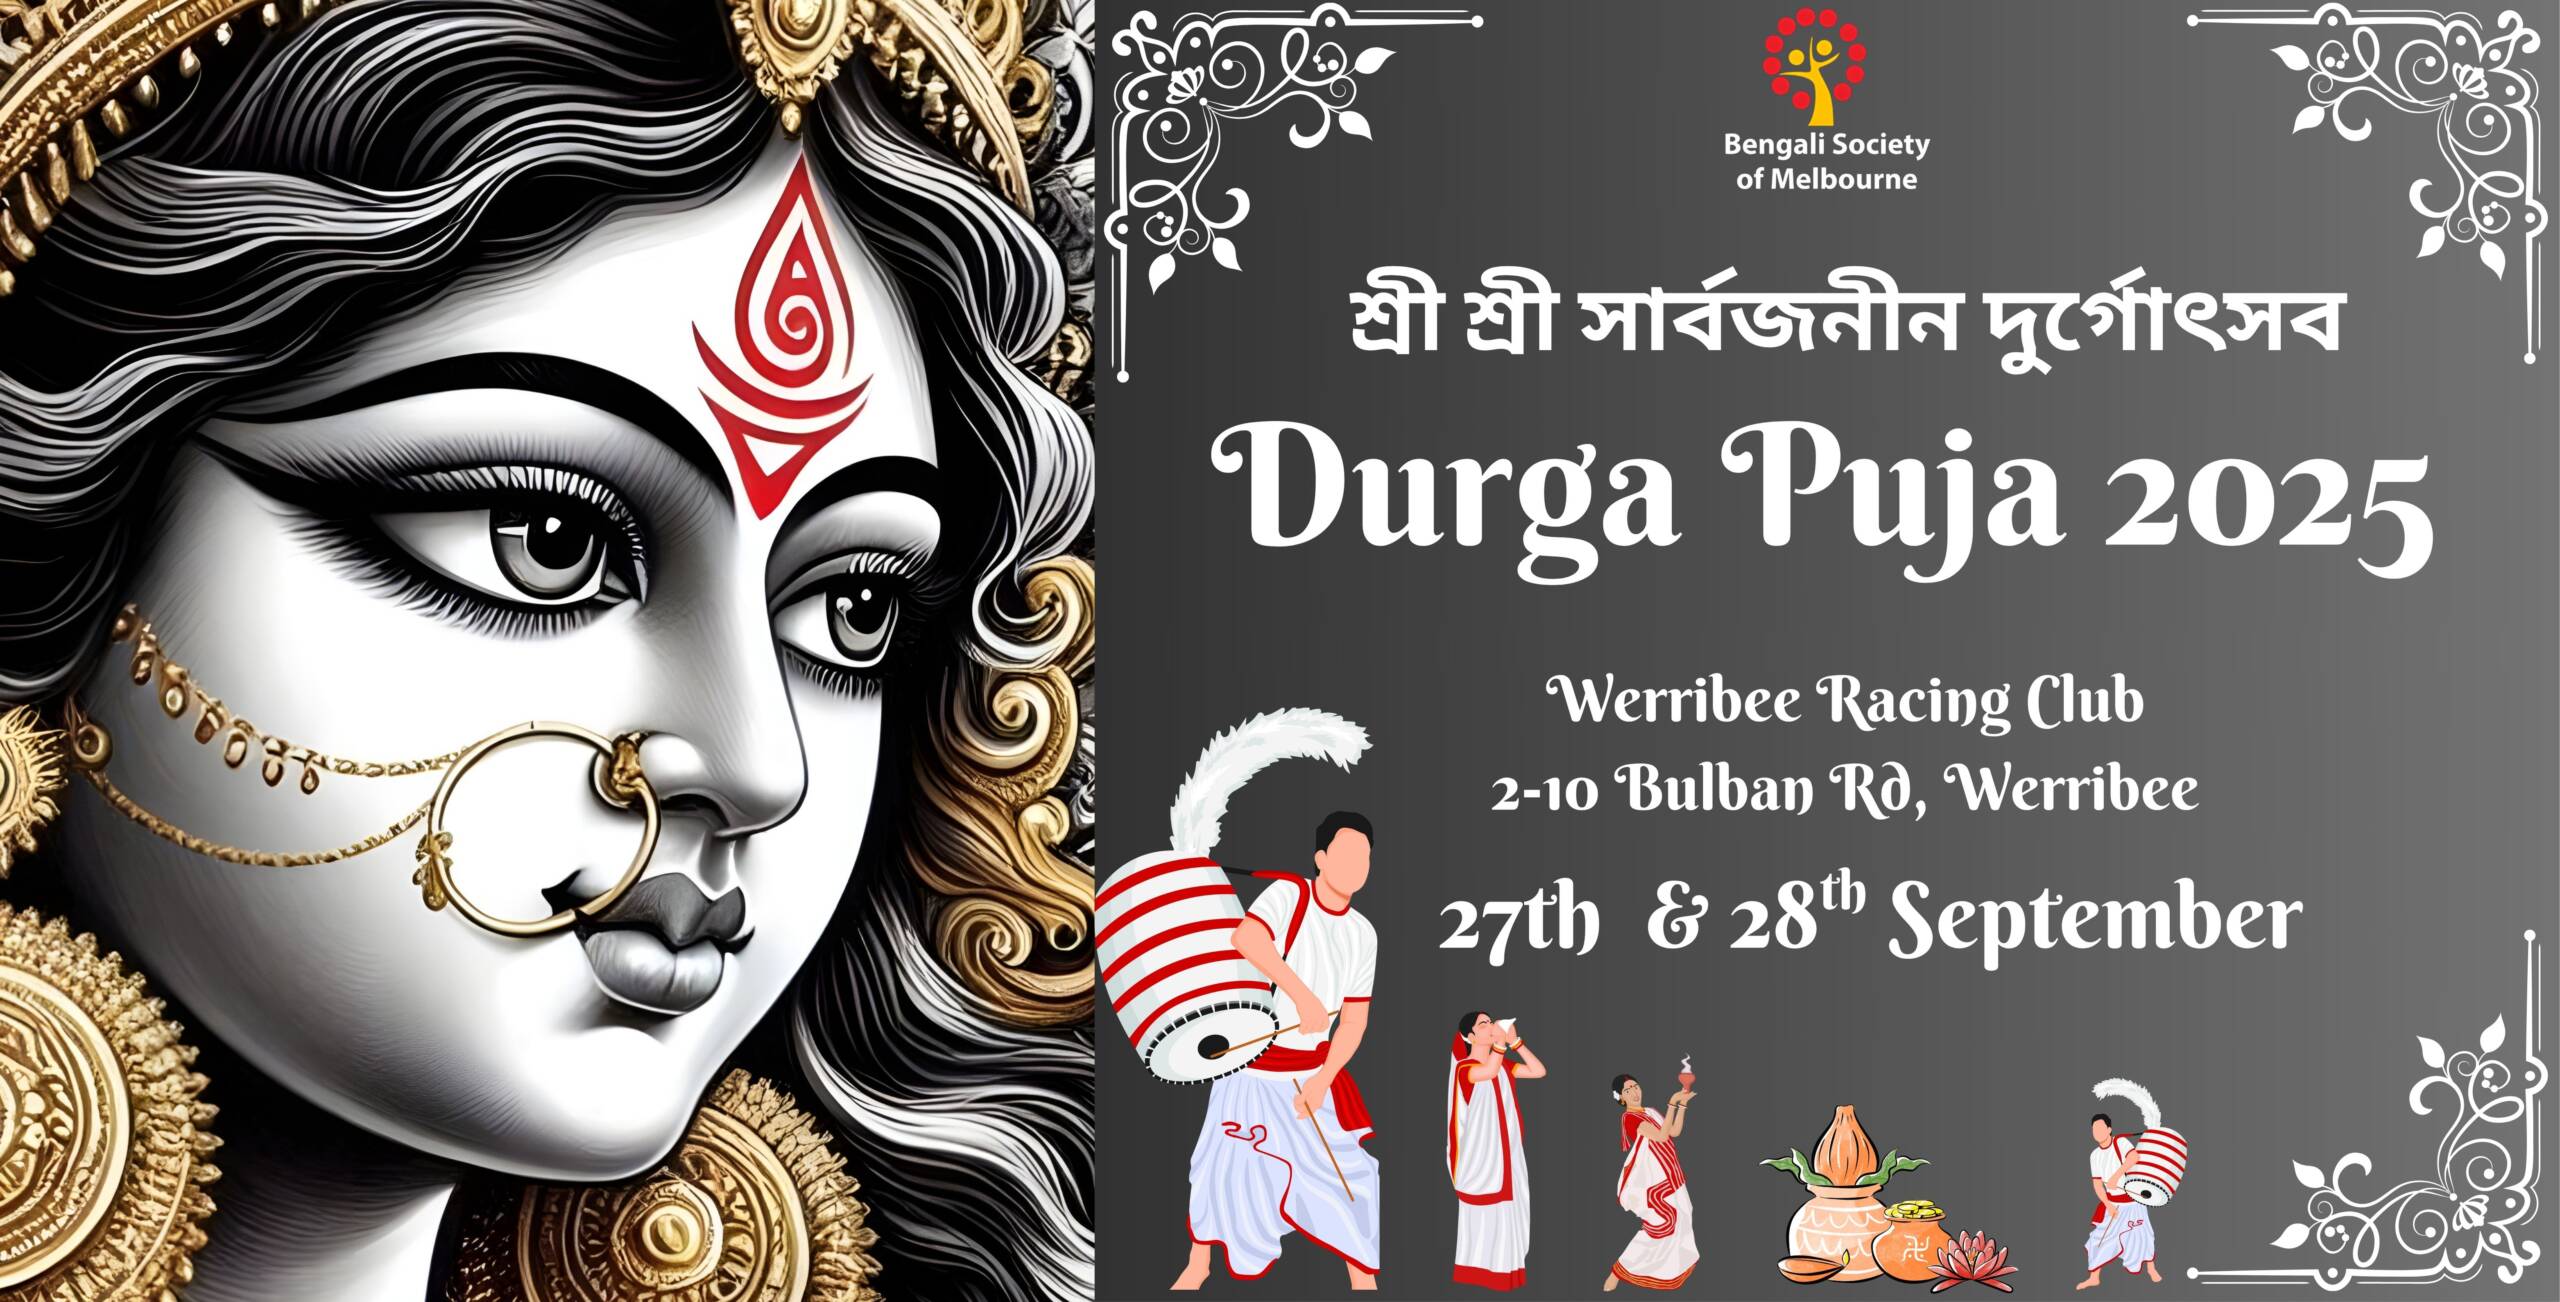 Bengali Society
of Melbourne
শ্রী শ্রী সার্বজনীন দুর্গোৎসব
Durga Puja 2025
Werribee Racing Club
2-10 Bulban Rd, Werribee
27th & 28th September